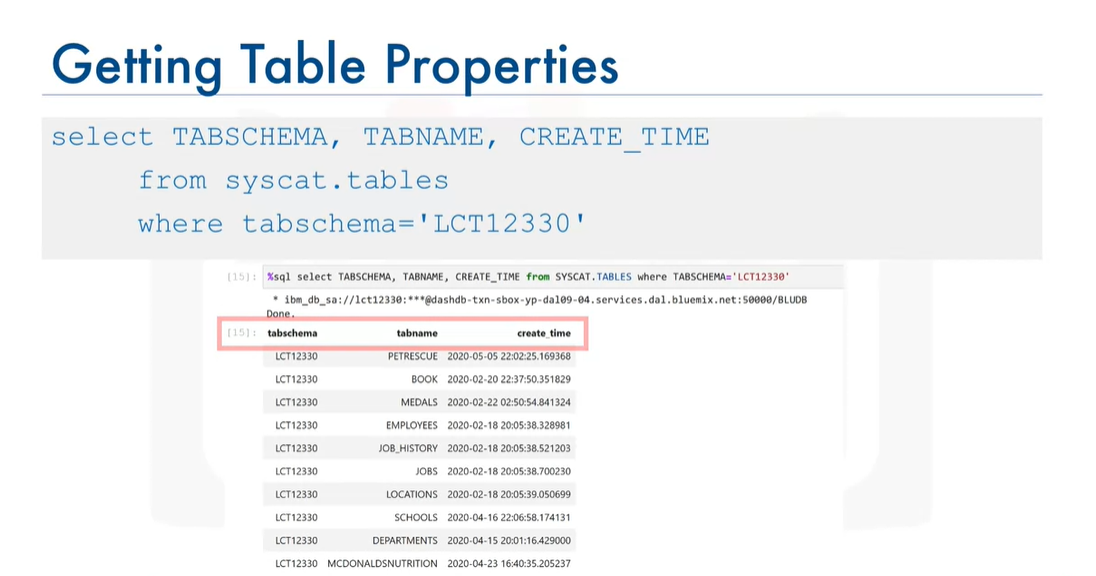 Getting Table Properties
select TABSCHEMA, TABNAME, CREATE_TIME
from syscat.tables
where tabschema='LCT12330'
[15]: %sql select TABSCHEMA, TABNAME, CREATE_TIME from SYSCAT.TABLES where TABSCHEMA='LCT12330'
* ibm_db_sa://lct12330:***@dashdb-txn-sbox-yp-dal09-04.services.dal.bluemix.net:50000/BLUDB
Done.
[15]: tabschema tabname create_time
LCT12330 PETRESCUE 2020-05-05 22:02:25.169368
LCT12330 BOOK 2020-02-20 22:37:50.351829
LCT12330 MEDALS 2020-02-22 02:50:54.841324
LCT12330 EMPLOYEES 2020-02-18 20:05:38.328981
LCT12330 JOB_HISTORY 2020-02-18 20:05:38.521203
LCT12330 JOBS 2020-02-18 20:05:38.700230
LCT12330 LOCATIONS 2020-02-18 20:05:39.050699
LCT12330 SCHOOLS 2020-04-16 22:06:58.174131
LCT12330 DEPARTMENTS 2020-04-15 20:01:16.429000
LCT12330 MCDONALDSNUTRITION 2020-04-23 16:40:35.205237